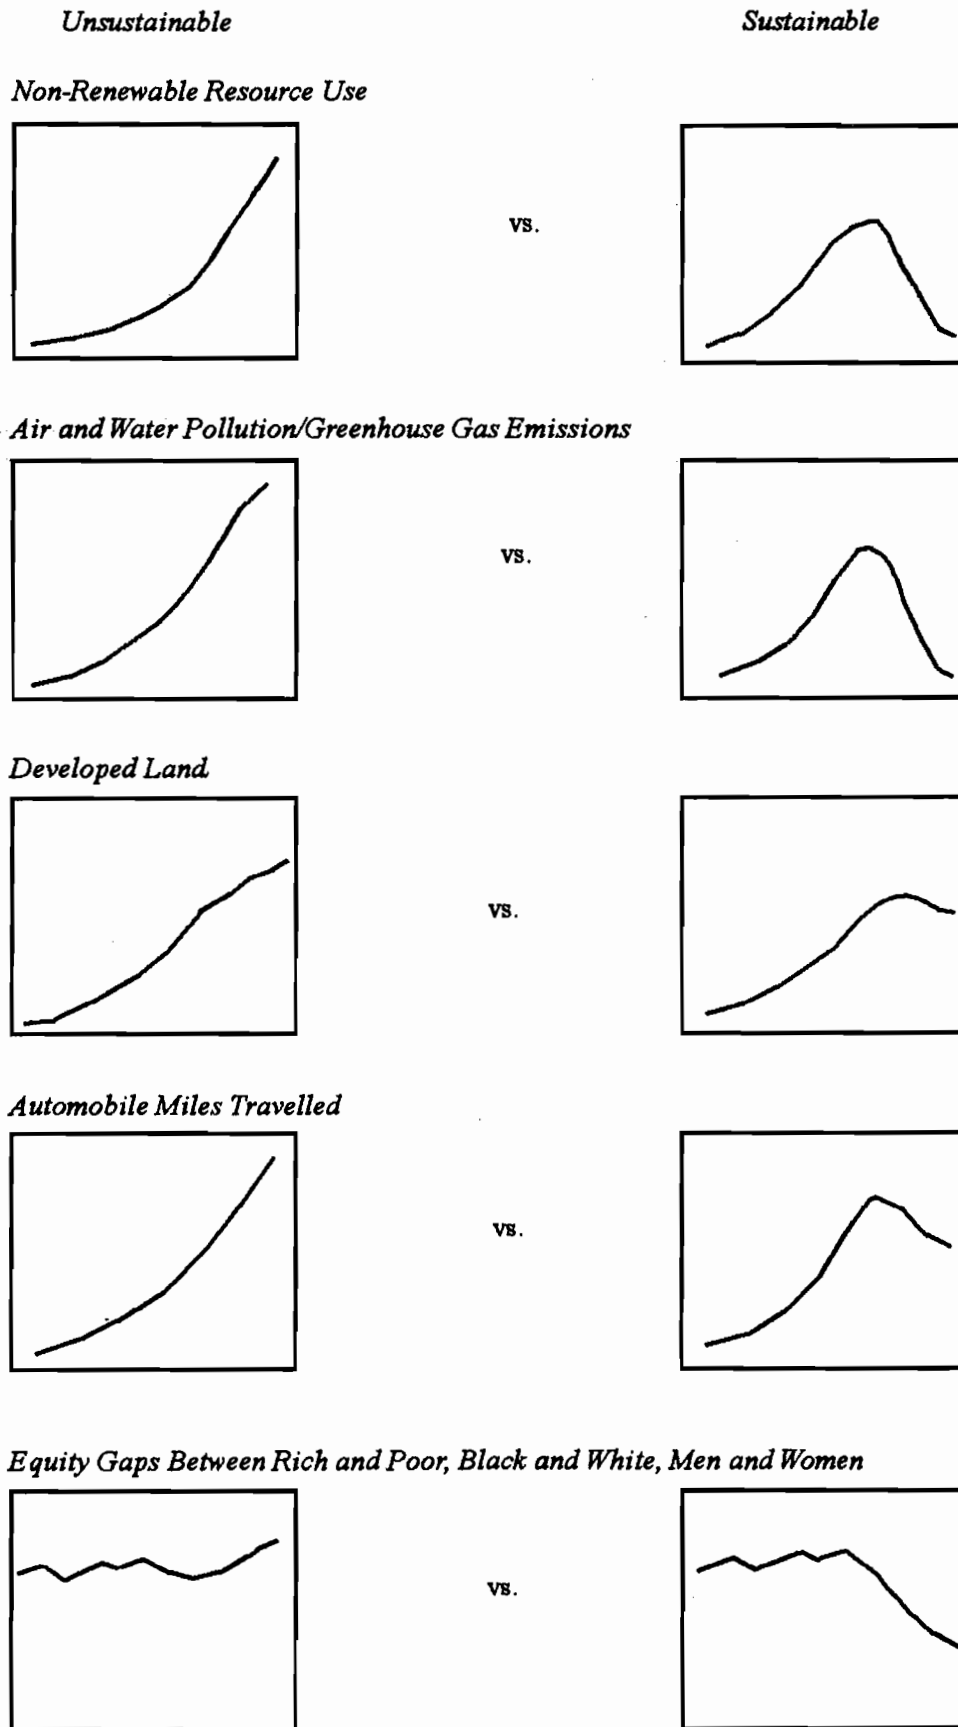 Unsustainable Sustainable
Non-Renewable Resource Use
vs.
Air and Water Pollution/Greenhouse Gas Emissions
vs.
Developed Land
vs.
Automobile Miles Travelled
vs.
Equity Gaps Between Rich and Poor, Black and White, Men and Women
vs.